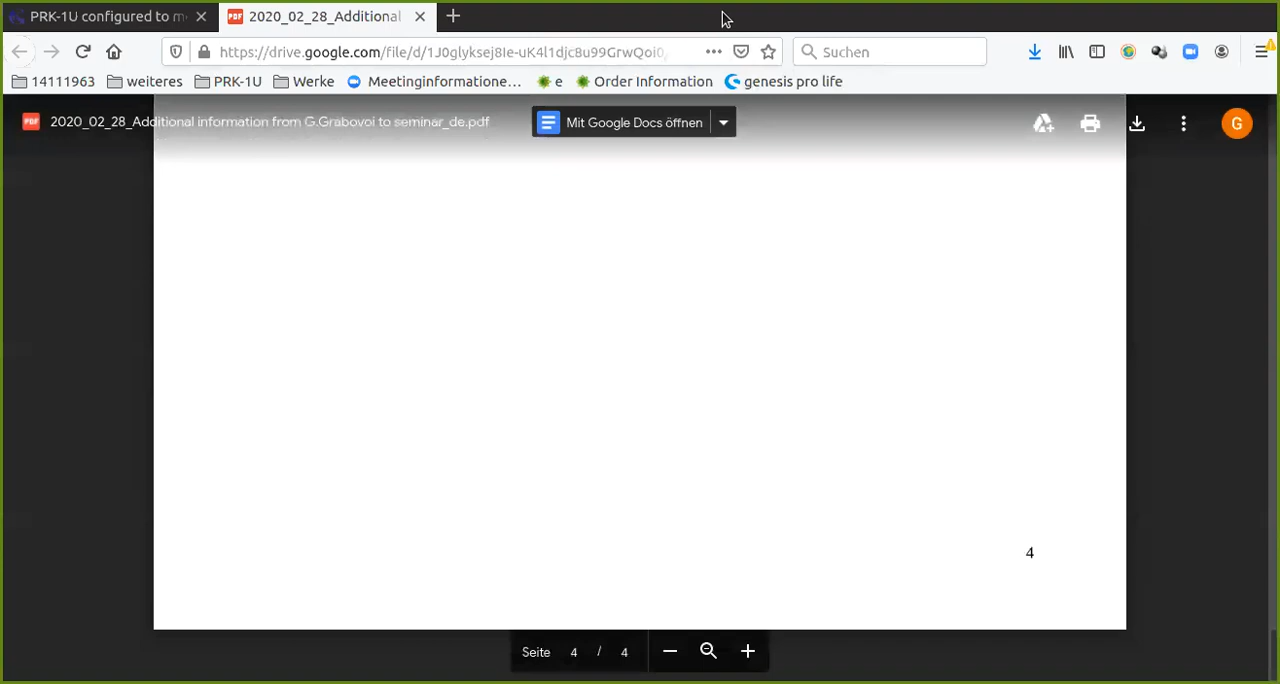 PRK-1U configured to m
2020_02_28_Additional
https://drive.google.com/file/d/1J0glyksej8Ie-uK4l1djcBu99GrwQoi0
Suchen
14111963
weiteres
PRK-1U
Werke
Meetinginformatione…
e
Order Information
genesis pro life
PDF
2020_02_28_Additional information from G.Grabovoi to seminar_de.pdf
Mit Google Docs öffnen
G
4
Seite 4 / 4